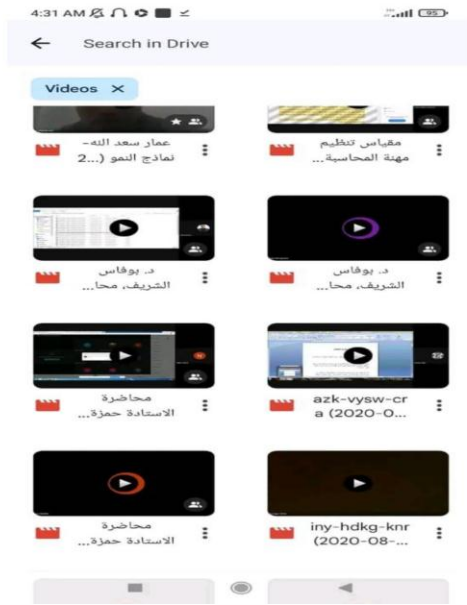 4:31 AM
95
Search in Drive
Videos
عمار سعد الله-
نماذج النمو (...2
مقياس تنظيم
مهنة المحاسبة...
د. بوفاس
الشريف، محا...
د. بوفاس
الشريف، محا...
محاضرة
الاستادة حمزة...
azk-vysw-cr
a (2020-0...
محاضرة
الاستادة حمزة...
iny-hdkg-knr
(2020-08-...